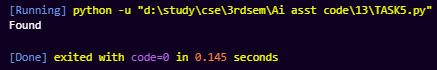 [Running] python -u "d:\study\cse\3rdsem\Ai asst code\13\TASK5.py"
Found
[Done] exited with code=0 in 0.145 seconds